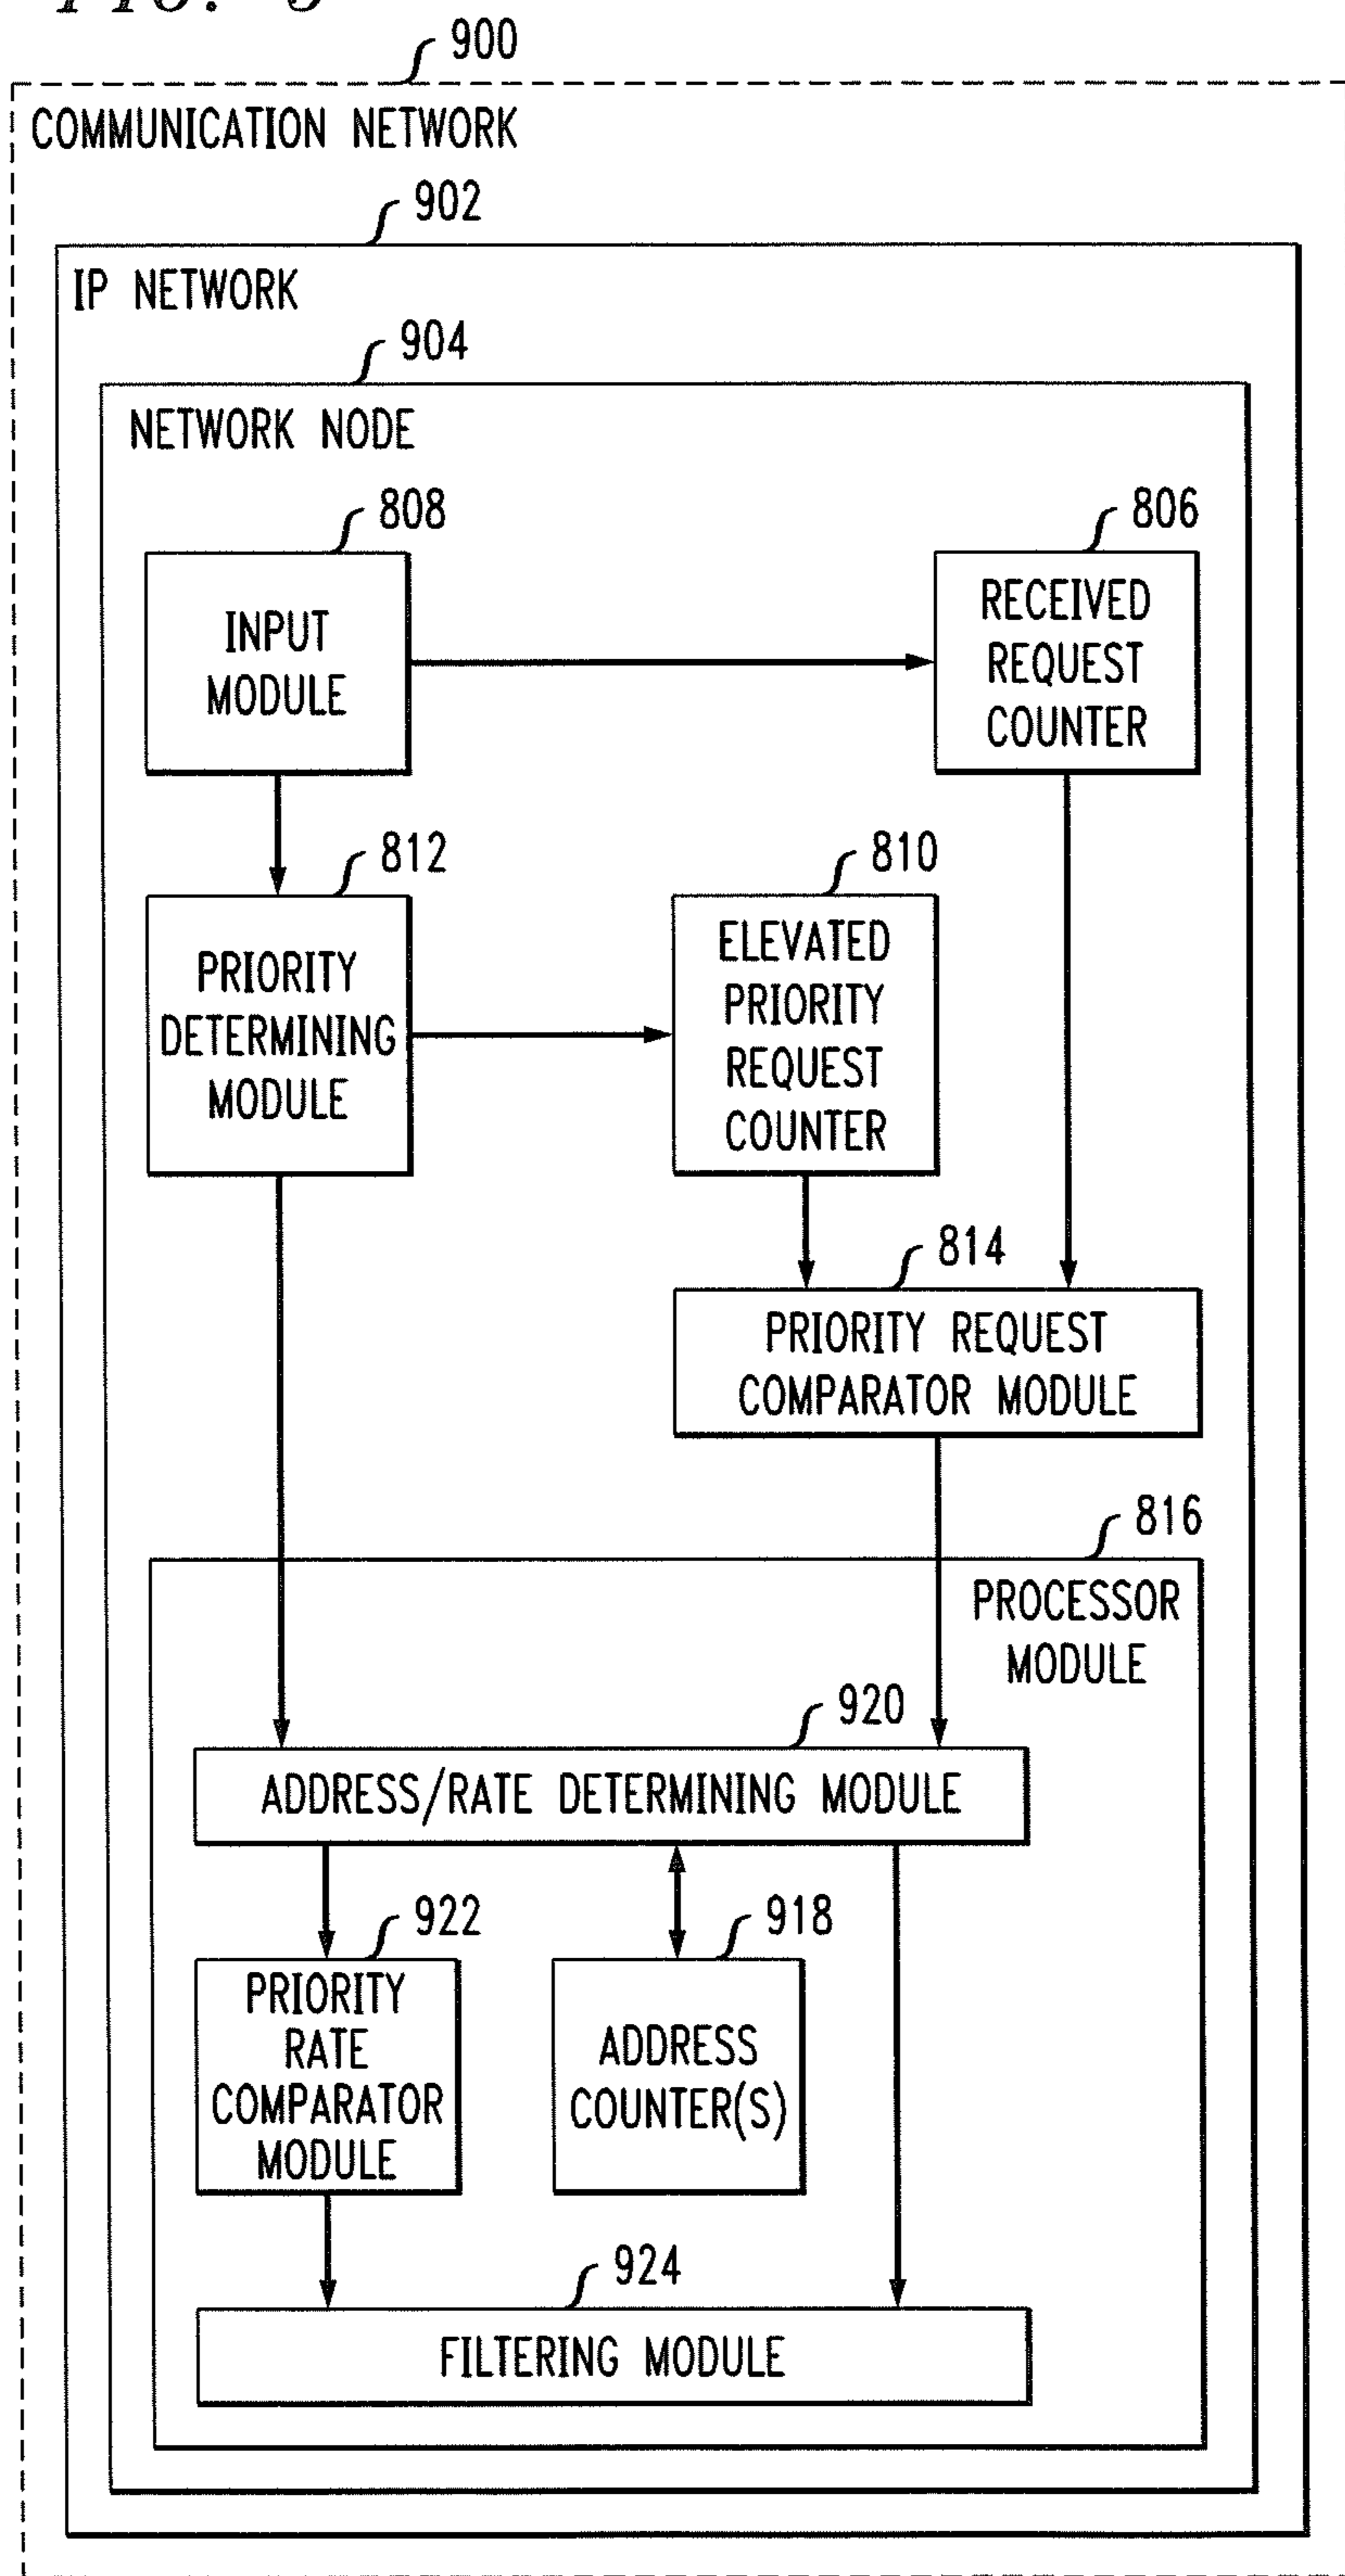 900
COMMUNICATION NETWORK
902
IP NETWORK
904
NETWORK NODE
808
INPUT
MODULE
806
RECEIVED
REQUEST
COUNTER
812
PRIORITY
DETERMINING
MODULE
810
ELEVATED
PRIORITY
REQUEST
COUNTER
814
PRIORITY REQUEST
COMPARATOR MODULE
816
PROCESSOR
MODULE
920
ADDRESS/RATE DETERMINING MODULE
922
PRIORITY
RATE
COMPARATOR
MODULE
918
ADDRESS
COUNTER(S)
924
FILTERING MODULE